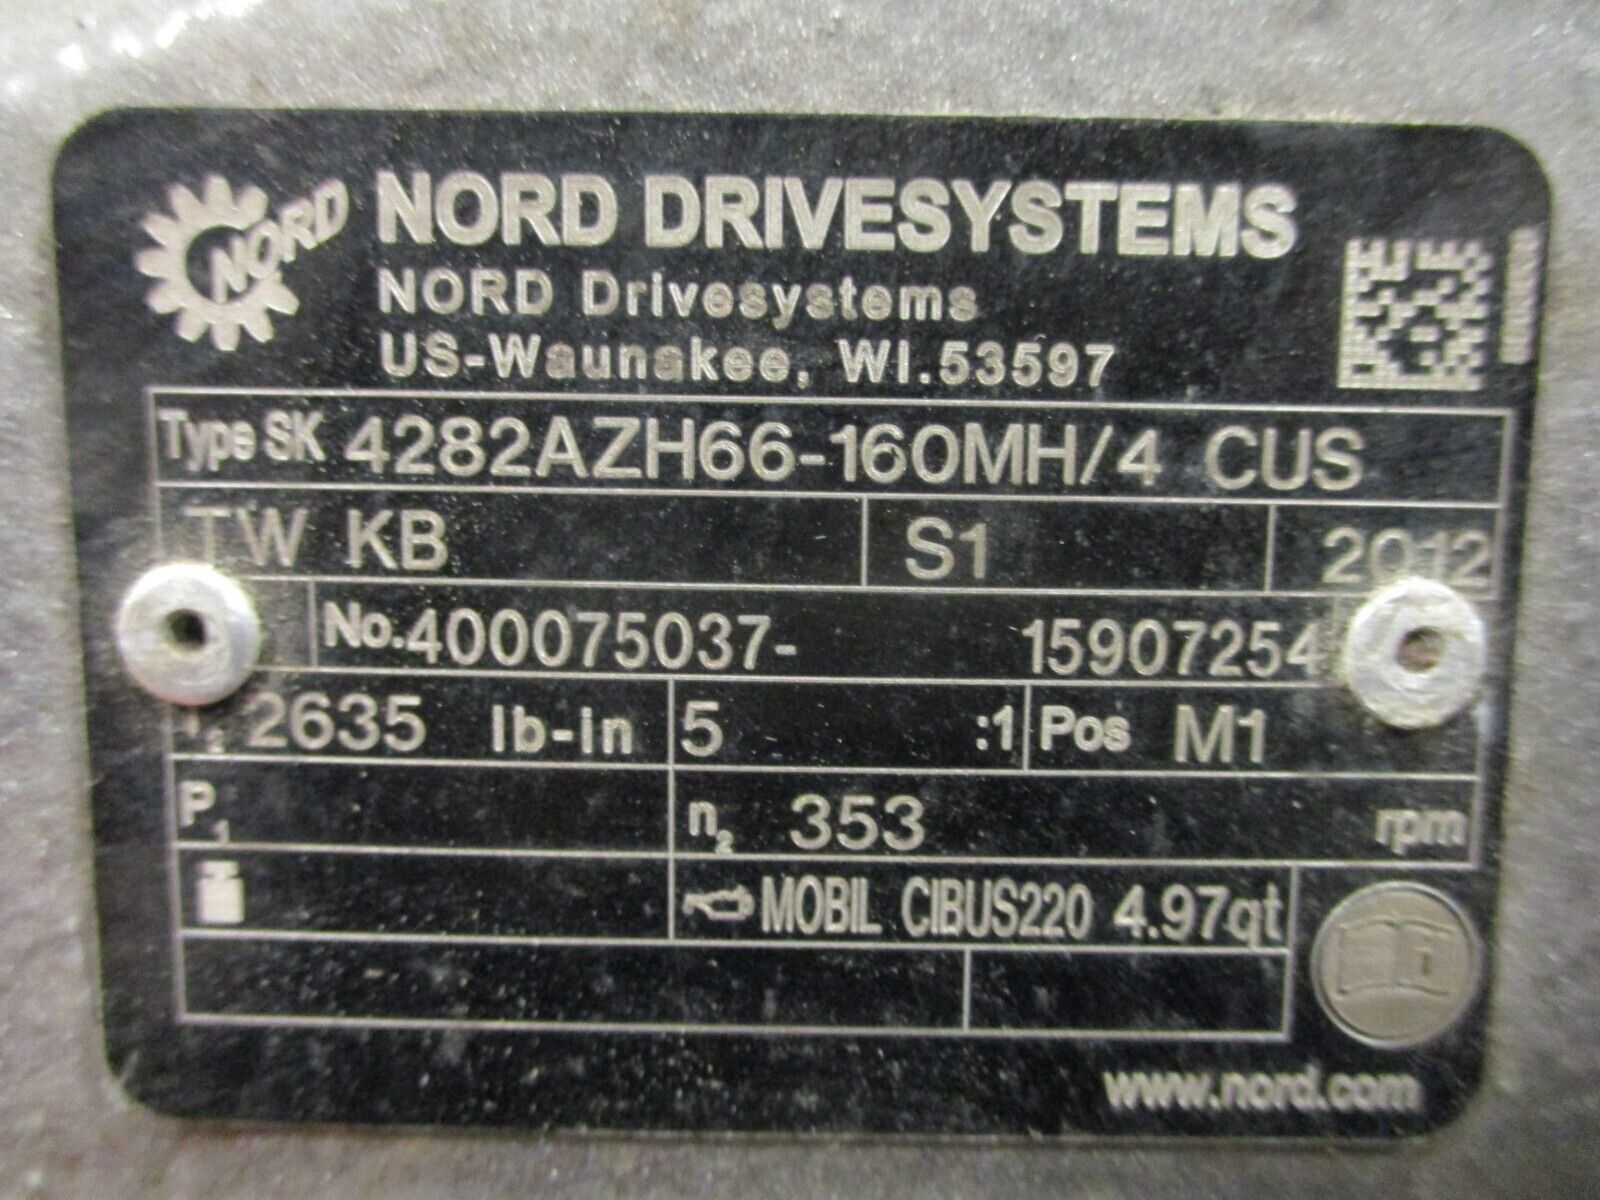 NORD
NORD DRIVESYSTEMS
NORD Drivesystems
US-Waunakee, WI.53597
Type SK 4282AZH66-160MH/4 CUS
TW KB S1 2012
No. 400075037- 15907254
2635 lb-in 5 :1 Pos M1
P1 n2 353 rpm
MOBIL CIBUS220 4.97qt
www.nord.com